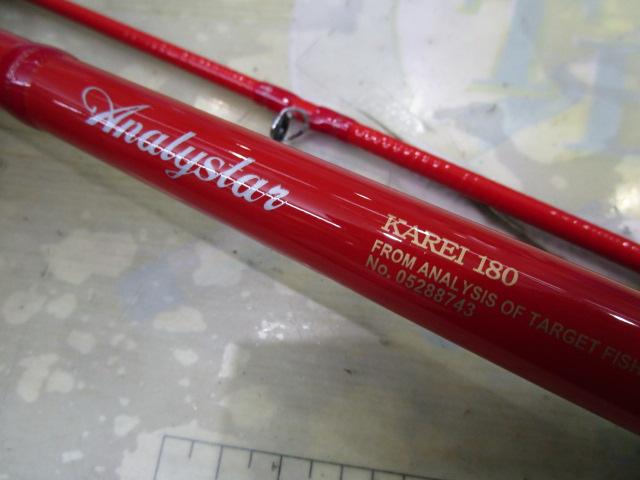 Analystar
KAREI 180
FROM ANALYSIS OF TARGET FISH
No. 05288743